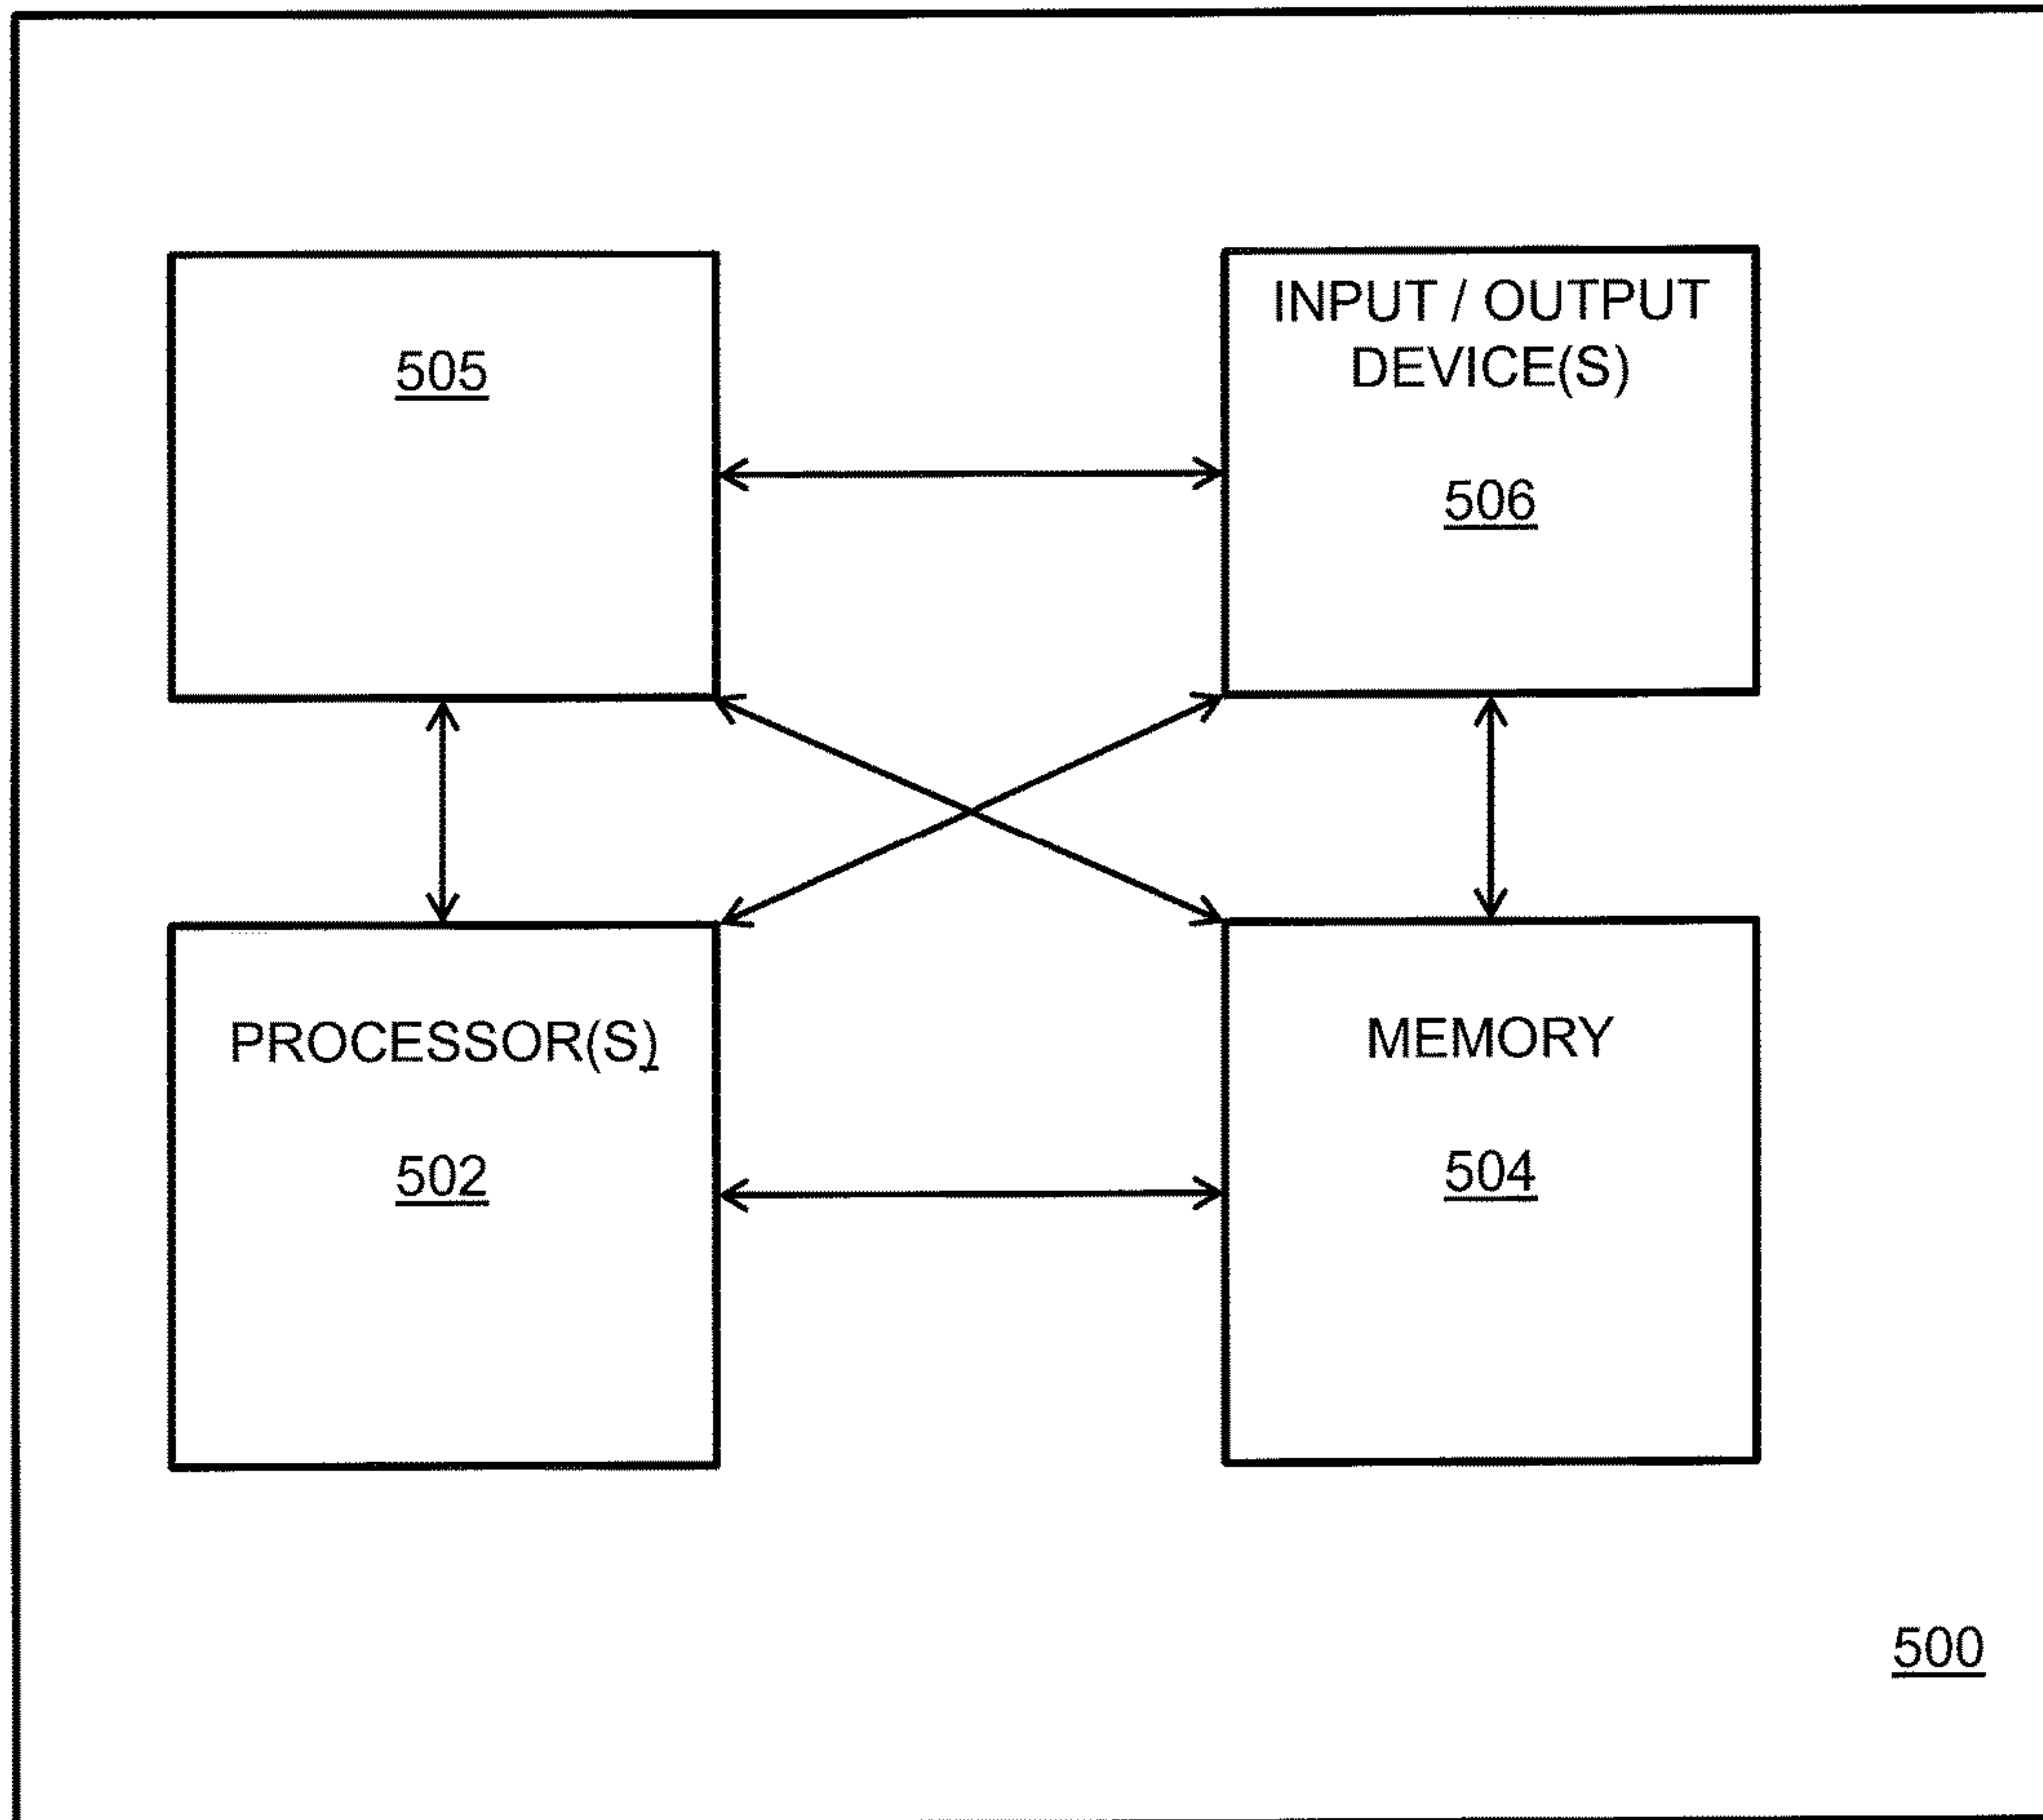 505
INPUT / OUTPUT
DEVICE(S)
506
PROCESSOR(S)
502
MEMORY
504
500